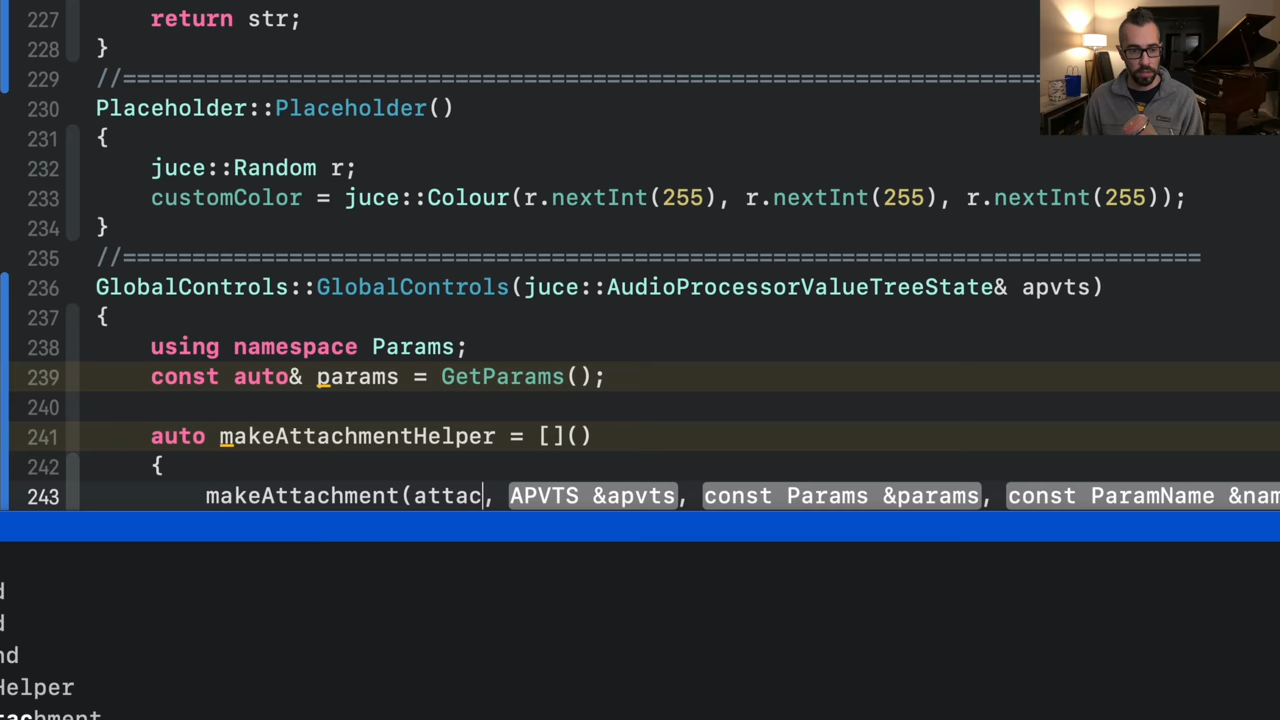 227 return str;
228 }
229 //==============================================================================
230 Placeholder::Placeholder()
231 {
232 juce::Random r;
233 customColor = juce::Colour(r.nextInt(255), r.nextInt(255), r.nextInt(255));
234 }
235 //==============================================================================
236 GlobalControls::GlobalControls(juce::AudioProcessorValueTreeState& apvts)
237 {
238 using namespace Params;
239 const auto& params = GetParams();
240
241 auto makeAttachmentHelper = []()
242 {
243 makeAttachment(attac, APVTS &apvts, const Params &params, const ParamName &nam
d
d
nd
Helper
tachment